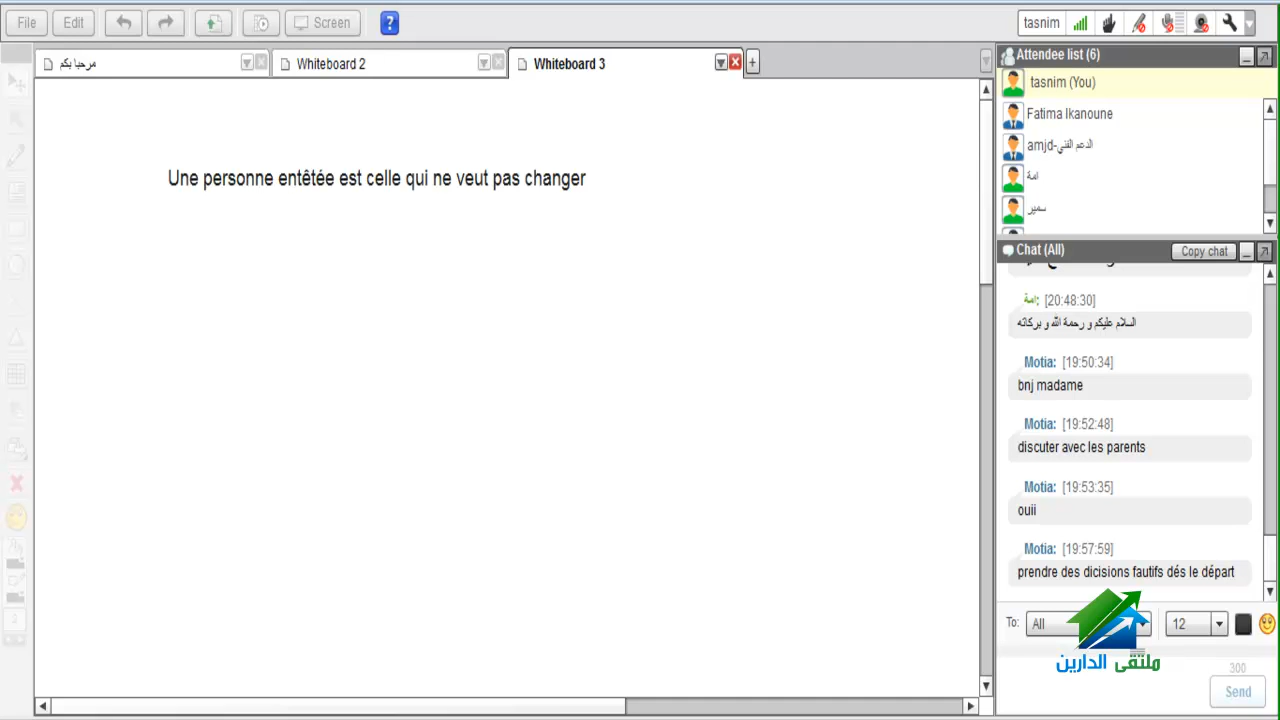 File Edit Screen ? tasnim
مرحبا بكم Whiteboard 2 Whiteboard 3 +
Une personne entêtée est celle qui ne veut pas changer
Attendee list (6)
tasnim (You)
Fatima Ikanoune
amjd-الدعم الفني
امة
سمير
Chat (All) Copy chat
امة: [20:48:30]
السلام عليكم و رحمة الله و بركاته
Motia: [19:50:34]
bnj madame
Motia: [19:52:48]
discuter avec les parents
Motia: [19:53:35]
ouii
Motia: [19:57:59]
prendre des dicisions fautifs dés le départ
To: All 12
ملتقى الدارين
300
Send